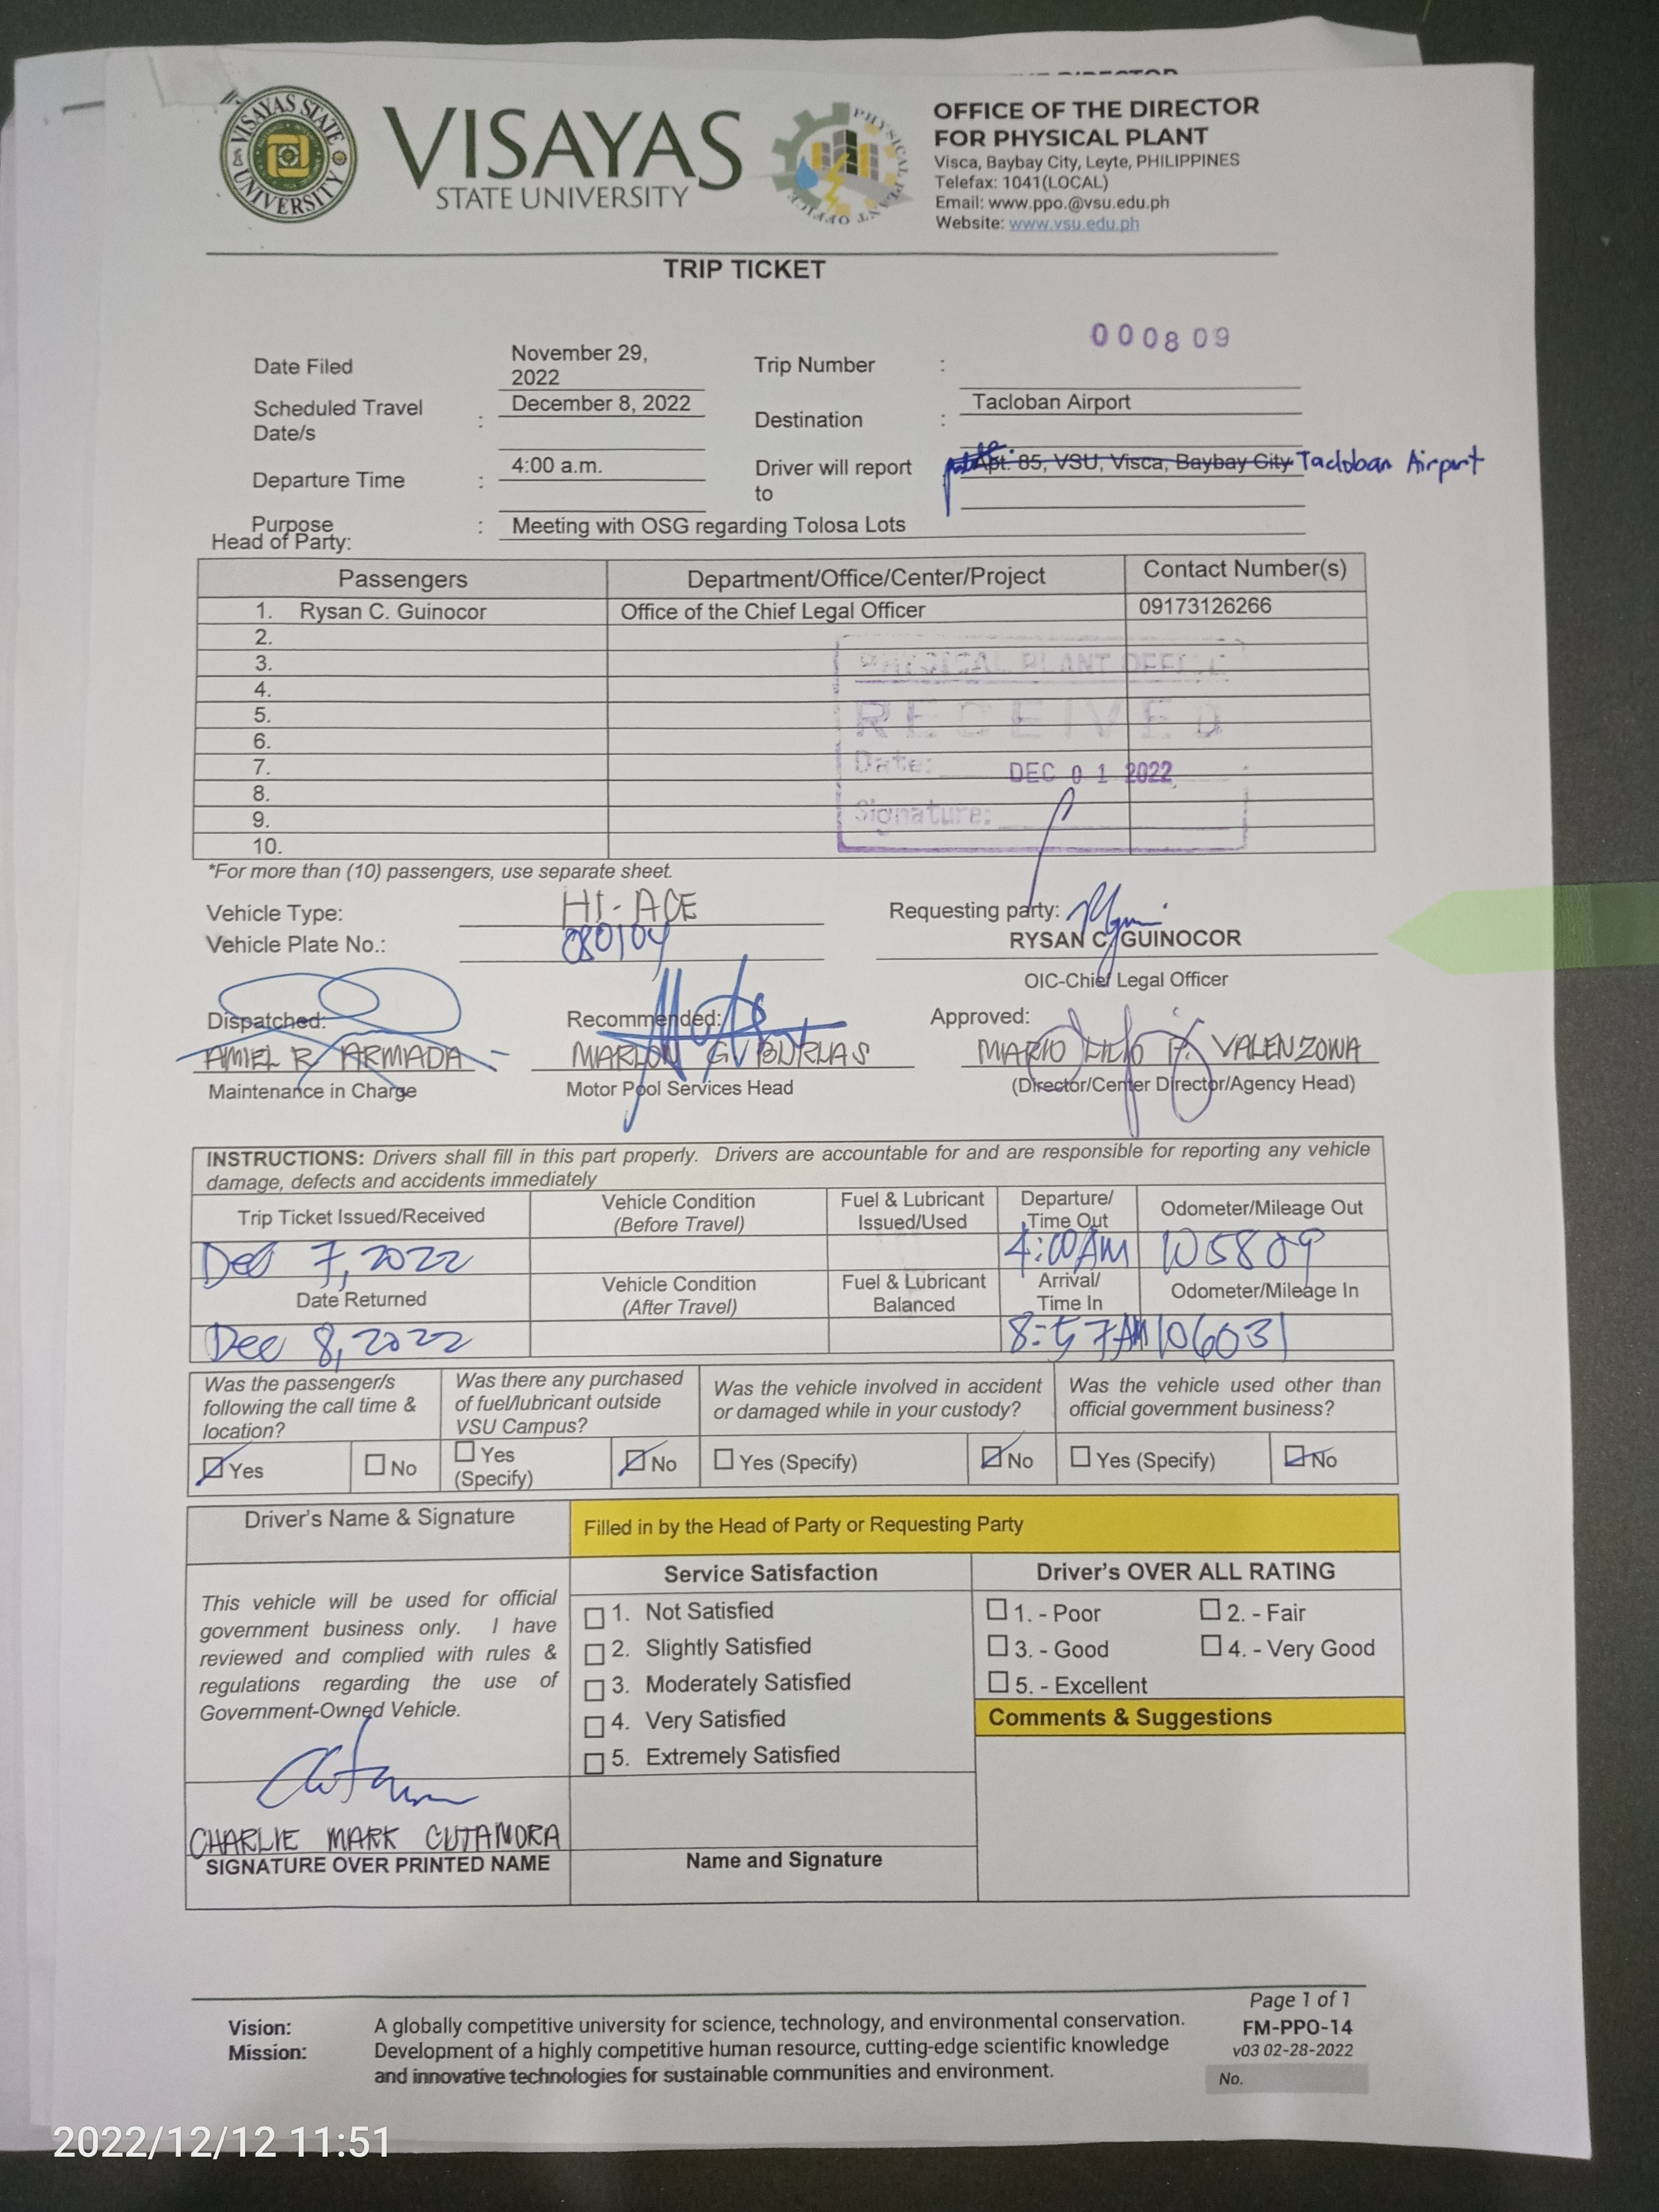 VISAYAS STATE UNIVERSITY
VISAYAS
STATE UNIVERSITY
PHYSICAL PLANT OFFICE
OFFICE OF THE DIRECTOR
FOR PHYSICAL PLANT
Visca, Baybay City, Leyte, PHILIPPINES
Telefax: 1041(LOCAL)
Email: www.ppo.@vsu.edu.ph
Website: www.vsu.edu.ph
TRIP TICKET
000809
Date Filed November 29, 2022 Trip Number :
Scheduled Travel Date/s : December 8, 2022 Destination : Tacloban Airport
Departure Time : 4:00 a.m. Driver will report to Apt. 85, VSU, Visca, Baybay City Tacloban Airport
Purpose : Meeting with OSG regarding Tolosa Lots
Head of Party:
Passengers Department/Office/Center/Project Contact Number(s)
1. Rysan C. Guinocor Office of the Chief Legal Officer 09173126266
2.
3.
4.
5.
6.
7.
8.
9.
10.
PHYSICAL PLANT OFFICE
RECEIVED
Date: DEC 01 2022
Signature:
*For more than (10) passengers, use separate sheet.
Vehicle Type: HI-ACE Requesting party:
Vehicle Plate No.: 080104 RYSAN C. GUINOCOR
OIC-Chief Legal Officer
Dispatched: Recommended: Approved:
AMIEL R. ARMADA MARLON G. MARIO P. VALENZONA
Maintenance in Charge Motor Pool Services Head (Director/Center Director/Agency Head)
INSTRUCTIONS: Drivers shall fill in this part properly. Drivers are accountable for and are responsible for reporting any vehicle
damage, defects and accidents immediately
Trip Ticket Issued/Received Vehicle Condition (Before Travel) Fuel & Lubricant Issued/Used Departure/ Time Out Odometer/Mileage Out
Dec 7, 2022 4:00AM 105809
Date Returned Vehicle Condition (After Travel) Fuel & Lubricant Balanced Arrival/ Time In Odometer/Mileage In
Dec 8, 2022 8:57AM 106031
Was the passenger/s following the call time & location? Was there any purchased of fuel/lubricant outside VSU Campus? Was the vehicle involved in accident or damaged while in your custody? Was the vehicle used other than official government business?
Yes No Yes (Specify) No Yes (Specify) No Yes (Specify) No
Driver's Name & Signature Filled in by the Head of Party or Requesting Party
Service Satisfaction Driver's OVER ALL RATING
This vehicle will be used for official
government business only. I have
reviewed and complied with rules &
regulations regarding the use of
Government-Owned Vehicle.
1. Not Satisfied
2. Slightly Satisfied
3. Moderately Satisfied
4. Very Satisfied
5. Extremely Satisfied
1. - Poor 2. - Fair
3. - Good 4. - Very Good
5. - Excellent
Comments & Suggestions
CHARLIE MARK CUTAMORA
SIGNATURE OVER PRINTED NAME Name and Signature
Page 1 of 1
FM-PPO-14
v03 02-28-2022
No.
Vision: A globally competitive university for science, technology, and environmental conservation.
Mission: Development of a highly competitive human resource, cutting-edge scientific knowledge
and innovative technologies for sustainable communities and environment.
2022/12/12 11:51